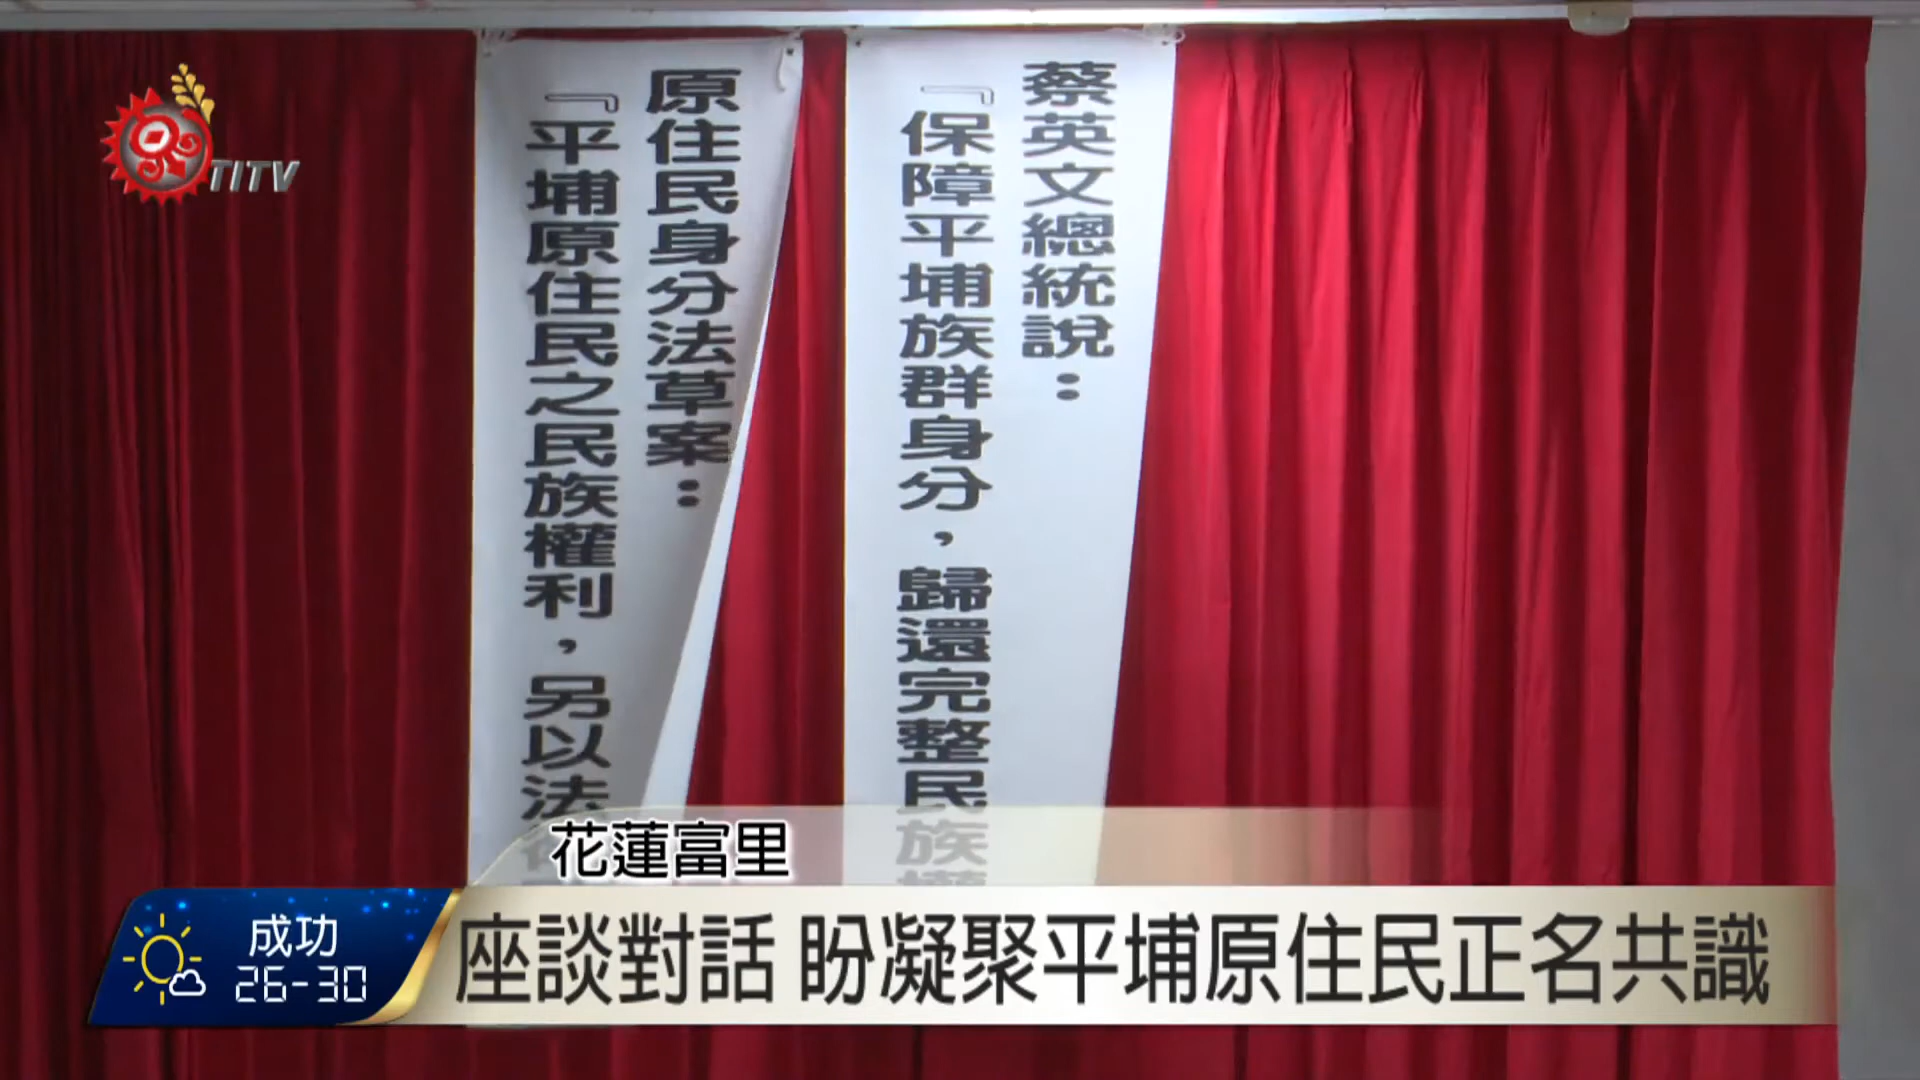 TITV
蔡英文總統說：
『保障平埔族群身分，歸還完整民族
原住民身分法草案：
『平埔原住民之民族權利，另以法
花蓮富里
成功
26-30
座談對話 盼凝聚平埔原住民正名共識